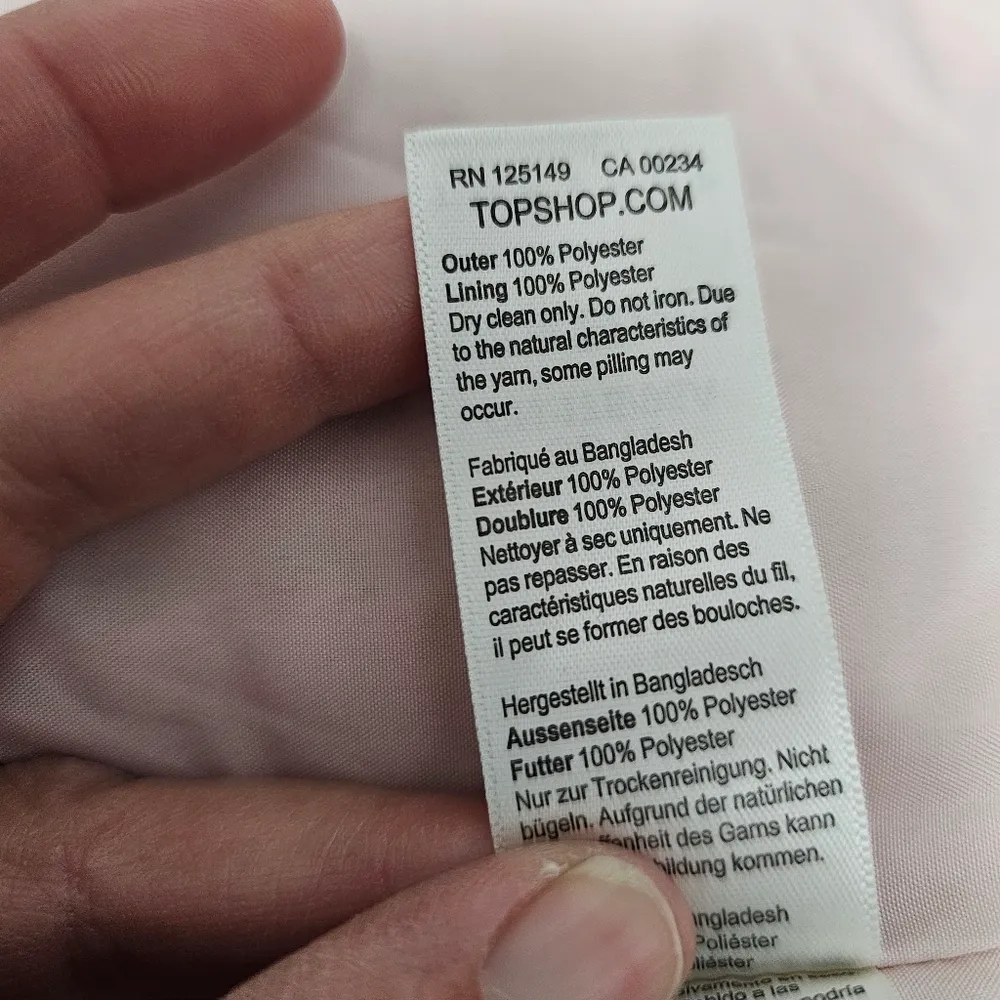 RN 125149 CA 00234
TOPSHOP.COM
Outer 100% Polyester
Lining 100% Polyester
Dry clean only. Do not iron. Due
to the natural characteristics of
the yarn, some pilling may
occur.
Fabriqué au Bangladesh
Extérieur 100% Polyester
Doublure 100% Polyester
Nettoyer à sec uniquement. Ne
pas repasser. En raison des
caractéristiques naturelles du fil,
il peut se former des bouloches.
Hergestellt in Bangladesch
Aussenseite 100% Polyester
Futter 100% Polyester
Nur zur Trockenreinigung. Nicht
bügeln. Aufgrund der natürlichen
des Garns kann
kommen.
a las
podría